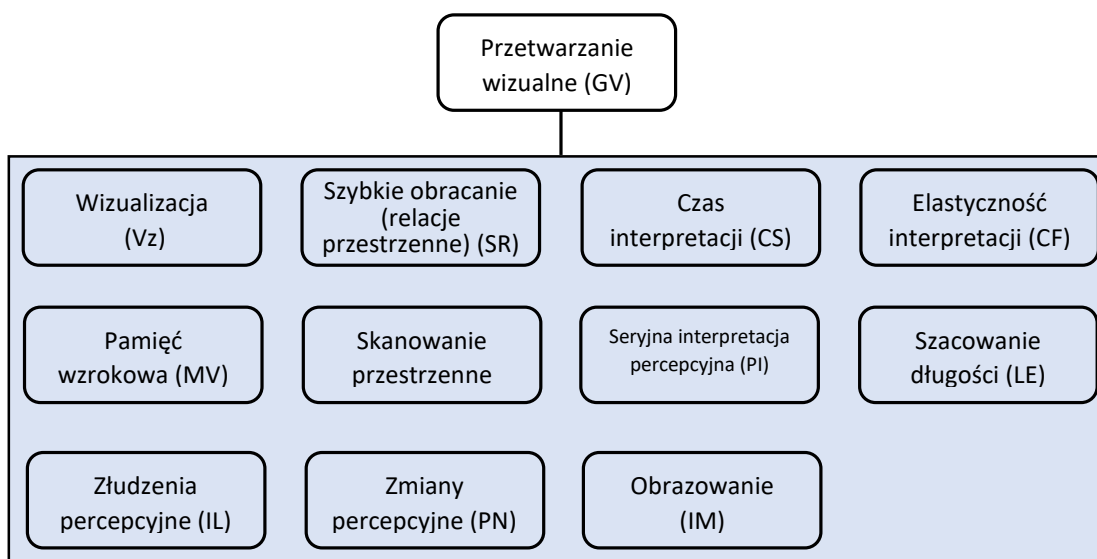 Przetwarzanie
wizualne (GV)
Wizualizacja
(Vz)
Szybkie obracanie
(relacje
przestrzenne) (SR)
Czas
interpretacji (CS)
Elastyczność
interpretacji (CF)
Pamięć
wzrokowa (MV)
Skanowanie
przestrzenne
Seryjna interpretacja
percepcyjna (PI)
Szacowanie
długości (LE)
Złudzenia
percepcyjne (IL)
Zmiany
percepcyjne (PN)
Obrazowanie
(IM)